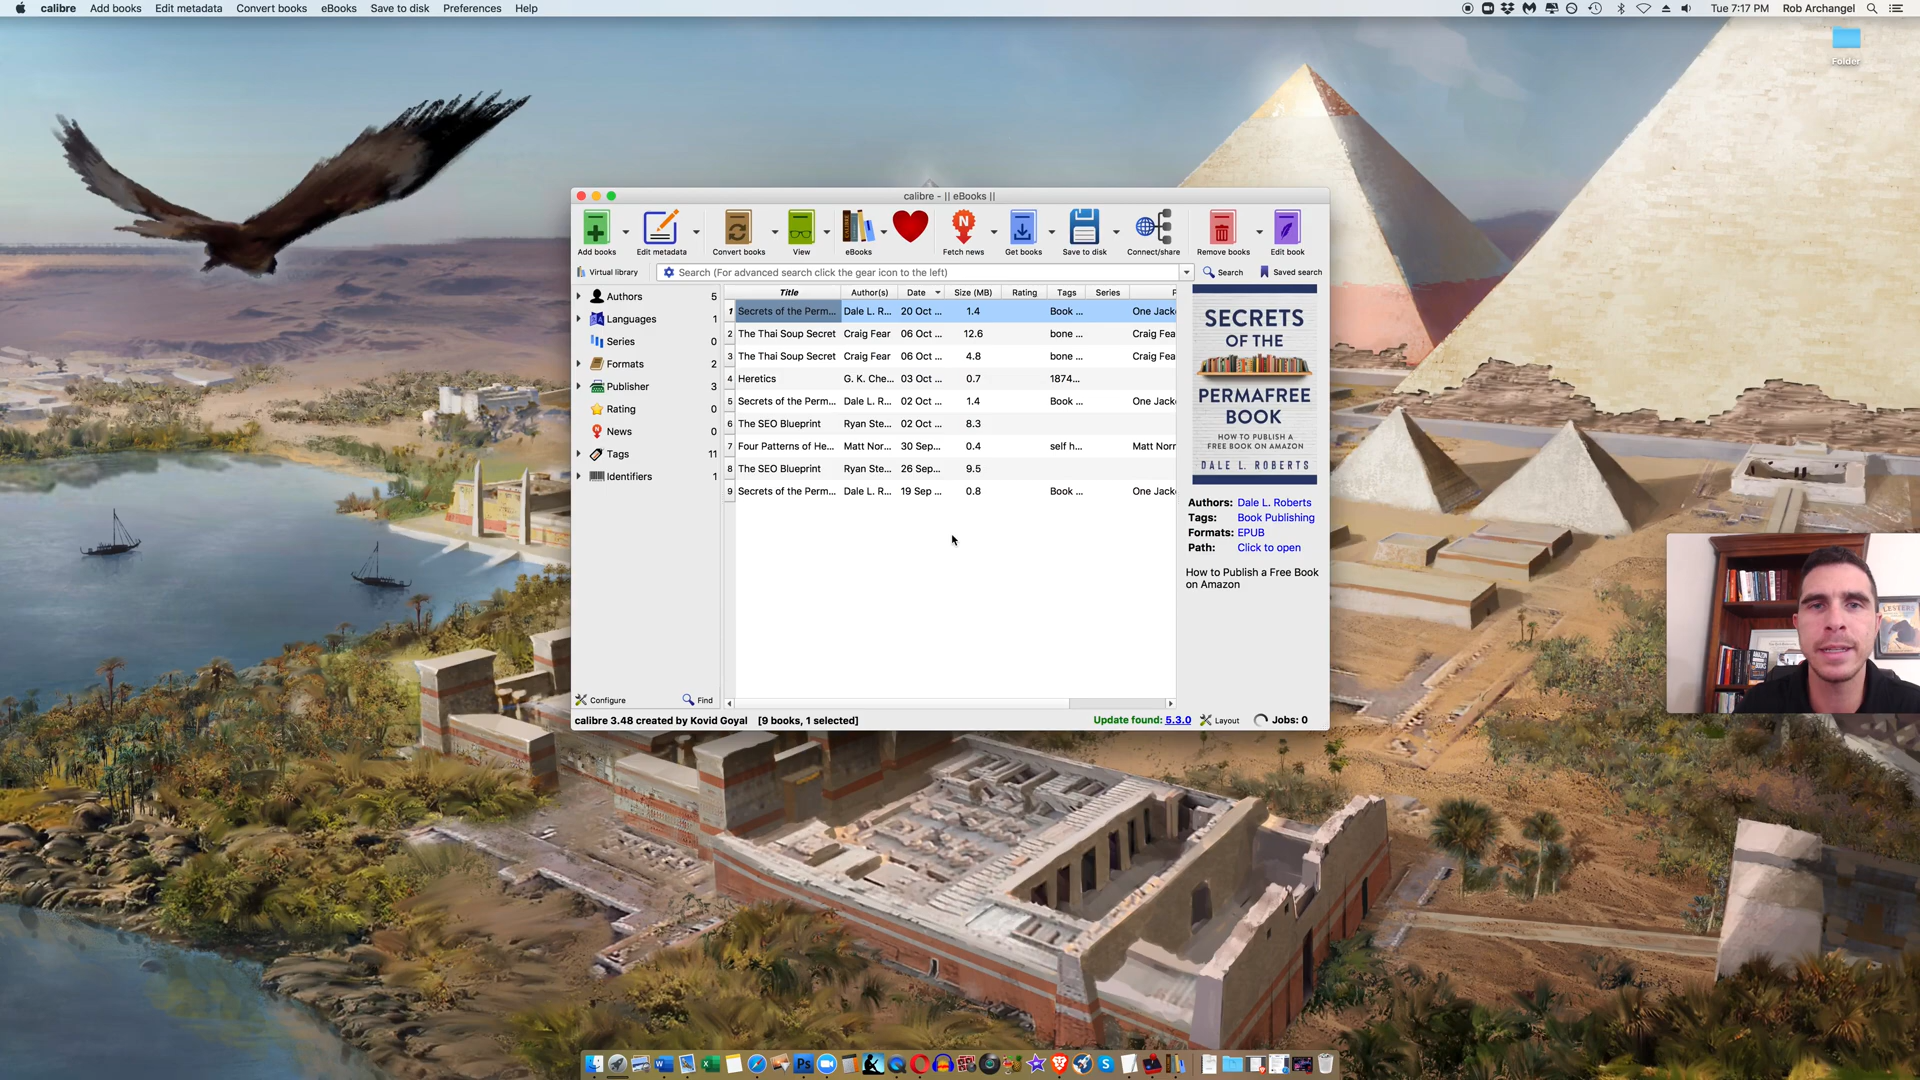 calibre Add books Edit metadata Convert books eBooks Save to disk Preferences Help Tue 7:17 PM Rob Archangel
Folder
calibre - || eBooks ||
Add books Edit metadata Convert books View eBooks Fetch news Get books Save to disk Connect/share Remove books Edit book
Virtual library Search (For advanced search click the gear icon to the left) Search Saved search
Title Author(s) Date Size (MB) Rating Tags Series P
Authors 5
Languages 1
Series 0
Formats 2
Publisher 3
Rating 0
News 0
Tags 11
Identifiers 1
1 Secrets of the Perm... Dale L. R... 20 Oct ... 1.4 Book ... One Jack
2 The Thai Soup Secret Craig Fear 06 Oct ... 12.6 bone ... Craig Fea
3 The Thai Soup Secret Craig Fear 06 Oct ... 4.8 bone ... Craig Fea
4 Heretics G. K. Che... 03 Oct ... 0.7 1874...
5 Secrets of the Perm... Dale L. R... 02 Oct ... 1.4 Book ... One Jack
6 The SEO Blueprint Ryan Ste... 02 Oct ... 8.3
7 Four Patterns of He... Matt Nor... 30 Sep... 0.4 self h... Matt Norr
8 The SEO Blueprint Ryan Ste... 26 Sep... 9.5
9 Secrets of the Perm... Dale L. R... 19 Sep ... 0.8 Book ... One Jack
SECRETS
OF THE
PERMAFREE
BOOK
HOW TO PUBLISH A
FREE BOOK ON AMAZON
DALE L. ROBERTS
Authors: Dale L. Roberts
Tags: Book Publishing
Formats: EPUB
Path: Click to open
How to Publish a Free Book
on Amazon
Configure Find
calibre 3.48 created by Kovid Goyal [9 books, 1 selected] Update found: 5.3.0 Layout Jobs: 0